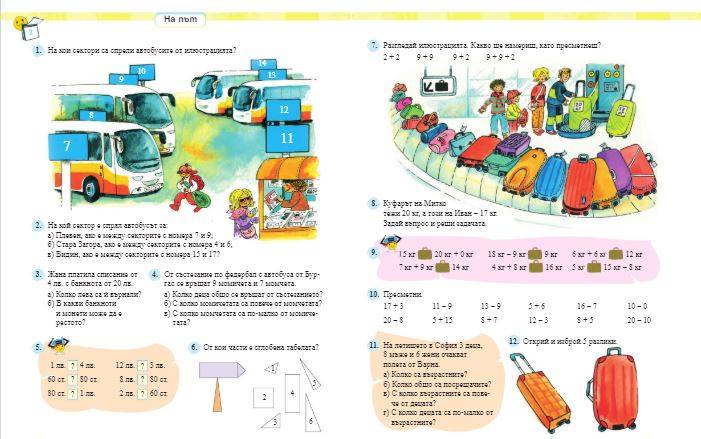 На път
2
1. На кои сектори са спрели автобусите от илюстрацията?
14
13
10
9
12
8
11
7
2. На кой сектор е спрял автобусът за:
а) Плевен, ако е между секторите с номера 7 и 9;
б) Стара Загора, ако е между секторите с номера 4 и 6;
в) Видин, ако е между секторите с номера 15 и 17?
3. Жана платила списание от
4 лв. с банкнота от 20 лв.
а) Колко лева са ѝ върнали?
б) В какви банкноти
и монети може да е
рестото?
4. От състезание по федербал с автобуса от Бур-
гас се връщат 9 момичета и 7 момчета.
а) Колко деца общо се връщат от състезанието?
б) С колко момичетата са повече от момчетата?
в) С колко момчетата са по-малко от момиче-
тата?
5.
1 лв. ? 4 лв. 12 лв. ? 3 лв.
60 ст. ? 80 ст. 8 лв. ? 80 ст.
80 ст. ? 1 лв. 2 лв. ? 60 ст.
6. От кои части е сглобена табелата?
1
2
3
4
5
6
7. Разгледай илюстрацията. Какво ще намериш, като пресметнеш?
2 + 2 9 + 9 9 + 2 9 + 9 + 2
8. Куфарът на Митко
тежи 20 кг, а този на Иван – 17 кг.
Задай въпрос и реши задачата.
9.
15 кг 20 кг + 0 кг 18 кг – 9 кг 9 кг 6 кг + 6 кг 12 кг
7 кг + 9 кг 14 кг 4 кг + 8 кг 16 кг 5 кг 15 кг – 8 кг
10. Пресметни.
17 + 3 11 – 9 13 – 9 5 + 6 16 – 7 10 – 0
20 – 8 5 + 15 8 + 7 12 – 3 8 + 5 20 – 10
11. На летището в София 3 деца,
8 мъже и 6 жени очакват
полета от Варна.
а) Колко са възрастните?
б) Колко общо са посрещачите?
в) С колко възрастните са пове-
че от децата?
г) С колко децата са по-малко от
възрастните?
12. Открий и изброй 5 разлики.